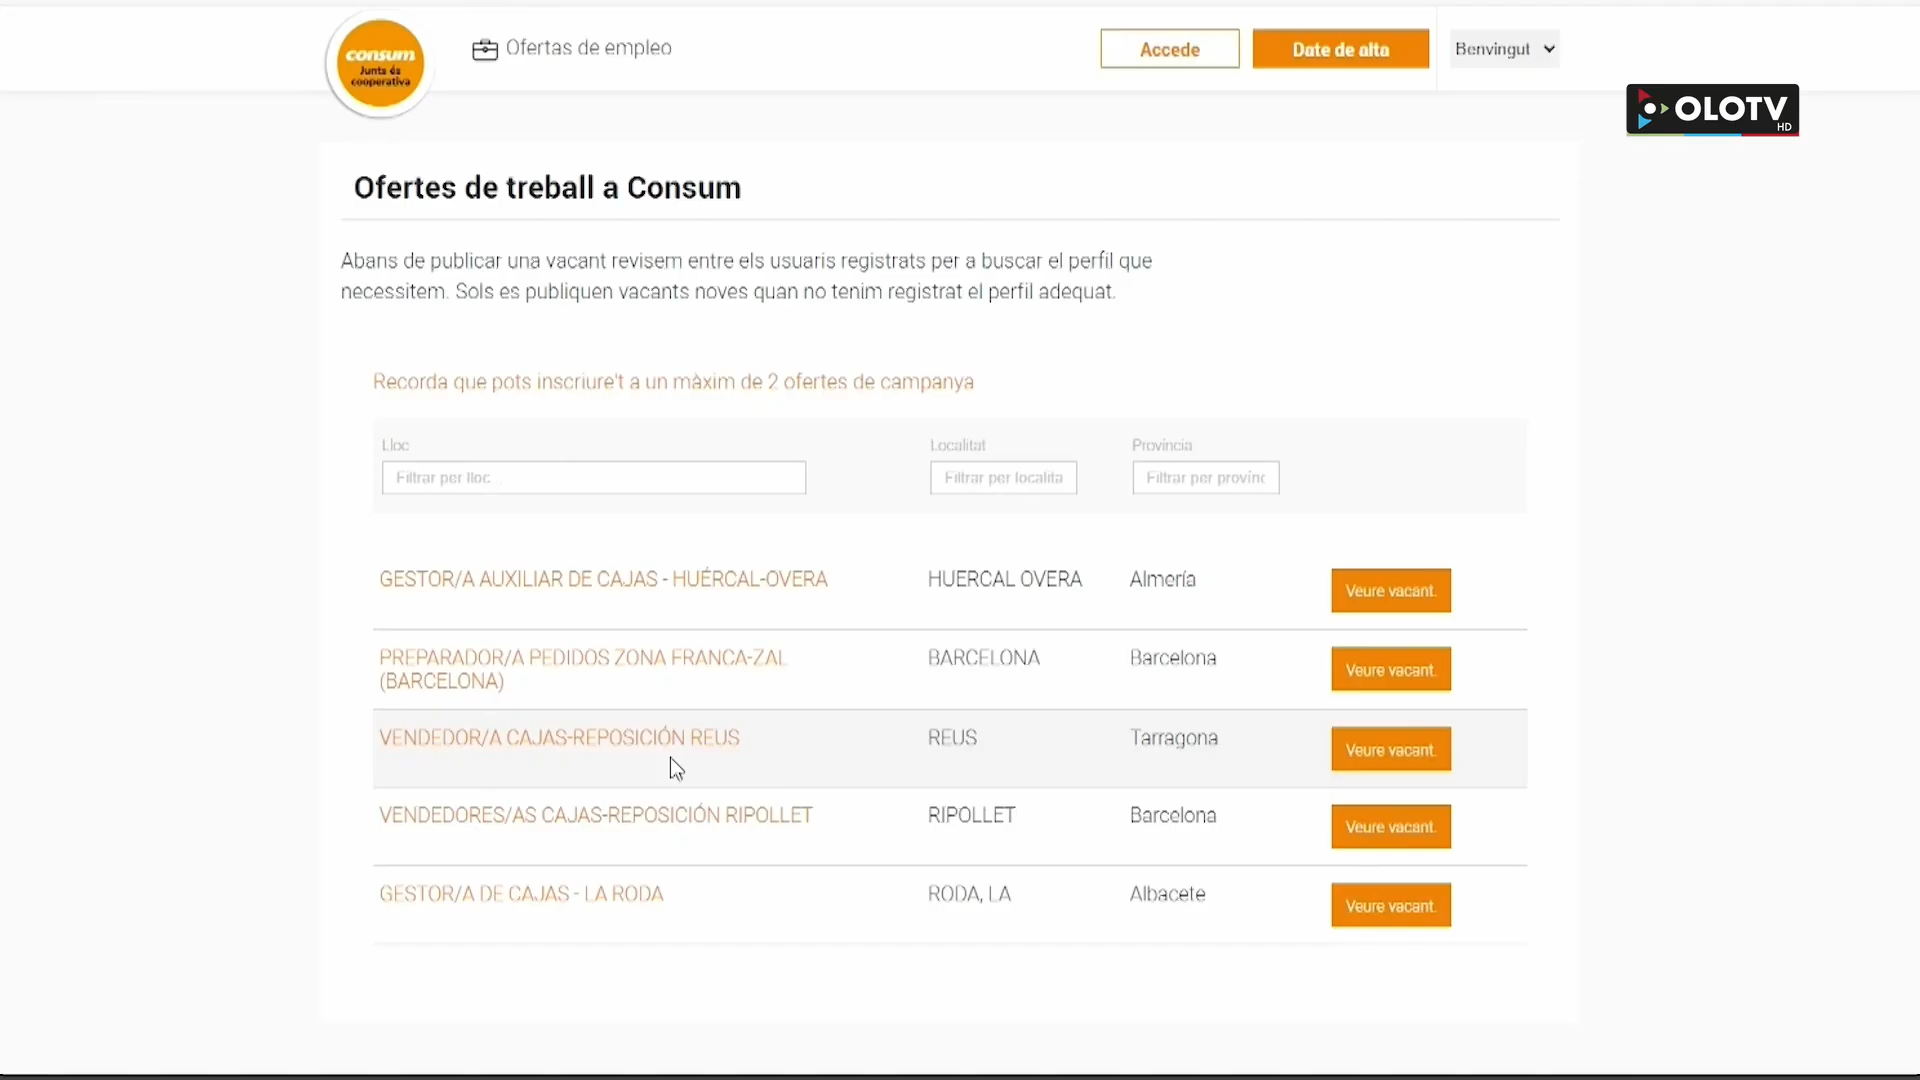 consum
Junts és
cooperativa
Ofertas de empleo
Accede
Date de alta
Benvingut
OLOTV
HD
Ofertes de treball a Consum
Abans de publicar una vacant revisem entre els usuaris registrats per a buscar el perfil que
necessitem. Sols es publiquen vacants noves quan no tenim registrat el perfil adequat.
Recorda que pots inscriure't a un màxim de 2 ofertes de campanya
Lloc Localitat Província
Filtrar per lloc... Filtrar per localita Filtrar per provínc
GESTOR/A AUXILIAR DE CAJAS - HUÉRCAL-OVERA HUERCAL OVERA Almería Veure vacant.
PREPARADOR/A PEDIDOS ZONA FRANCA-ZAL BARCELONA Barcelona Veure vacant.
(BARCELONA)
VENDEDOR/A CAJAS-REPOSICIÓN REUS REUS Tarragona Veure vacant.
VENDEDORES/AS CAJAS-REPOSICIÓN RIPOLLET RIPOLLET Barcelona Veure vacant.
GESTOR/A DE CAJAS - LA RODA RODA, LA Albacete Veure vacant.